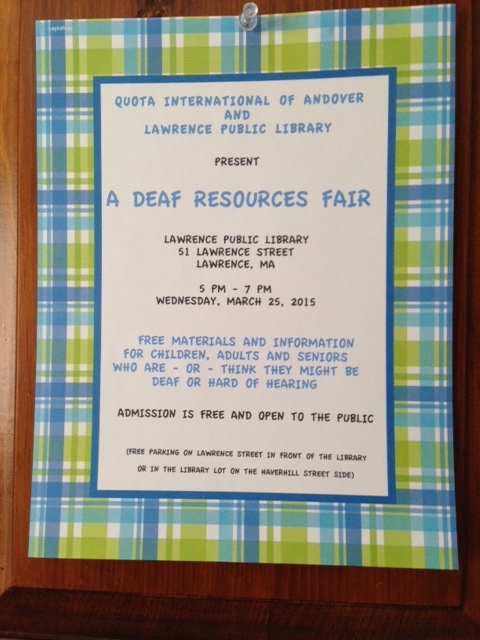 QUOTA INTERNATIONAL OF ANDOVER
AND
LAWRENCE PUBLIC LIBRARY
PRESENT
A DEAF RESOURCES FAIR
LAWRENCE PUBLIC LIBRARY
51 LAWRENCE STREET
LAWRENCE, MA
5 PM - 7 PM
WEDNESDAY, MARCH 25, 2015
FREE MATERIALS AND INFORMATION
FOR CHILDREN, ADULTS AND SENIORS
WHO ARE - OR - THINK THEY MIGHT BE
DEAF OR HARD OF HEARING
ADMISSION IS FREE AND OPEN TO THE PUBLIC
(FREE PARKING ON LAWRENCE STREET IN FRONT OF THE LIBRARY
OR IN THE LIBRARY LOT ON THE HAVERHILL STREET SIDE)